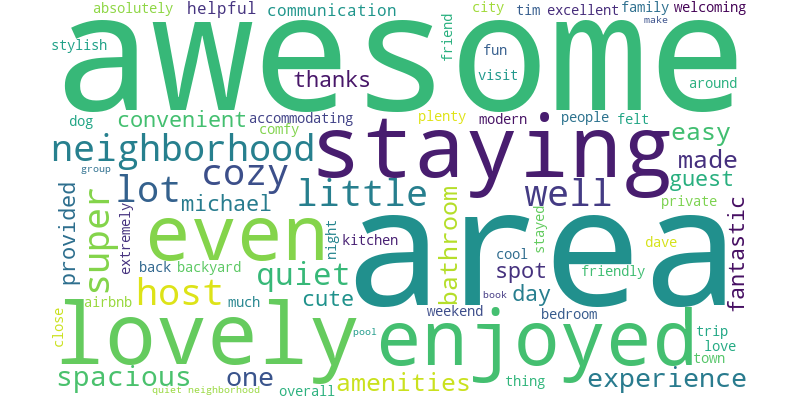 absolutely helpful communication city tim excellent family welcoming
make
stylish awesome friend fun
thanks visit around
dog convenient accommodating plenty modern people felt
comfy
neighborhood staying easy
group cozy made
lot little well guest
provided super michael private
extremely even night kitchen bathroom area stayed dave fantastic
back backyard quiet cool
spot friendly
airbnb host much cute book day
close lovely weekend bedroom
pool enjoyed trip
love
town
spacious one amenities thing experience
quiet neighborhood overall